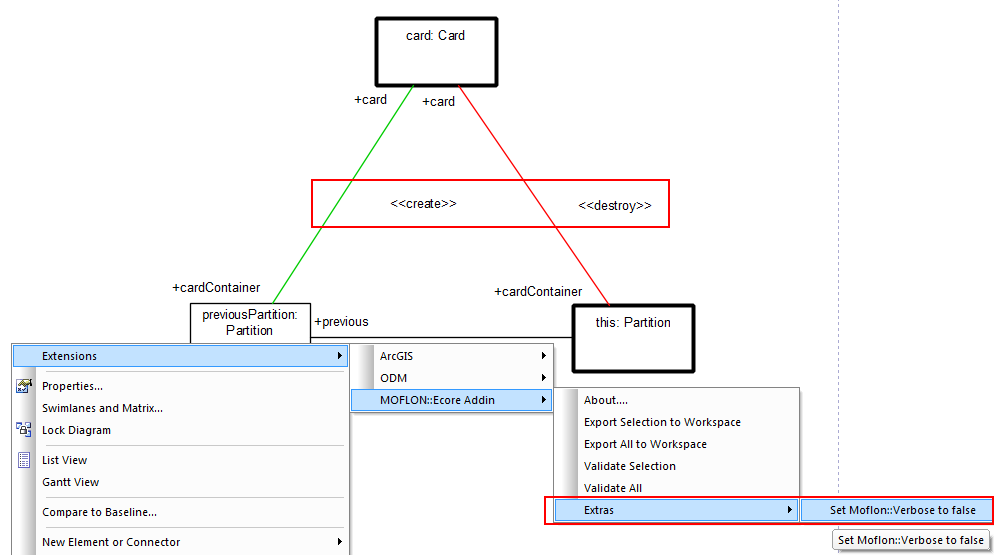 card: Card
+card
+card
<<create>>
<<destroy>>
+cardContainer
+cardContainer
previousPartition:
Partition
+previous
this: Partition
Extensions
Properties...
Swimlanes and Matrix...
Lock Diagram
List View
Gantt View
Compare to Baseline...
New Element or Connector
ArcGIS
ODM
MOFLON::Ecore Addin
About....
Export Selection to Workspace
Export All to Workspace
Validate Selection
Validate All
Extras
Set Moflon::Verbose to false
Set Moflon::Verbose to false